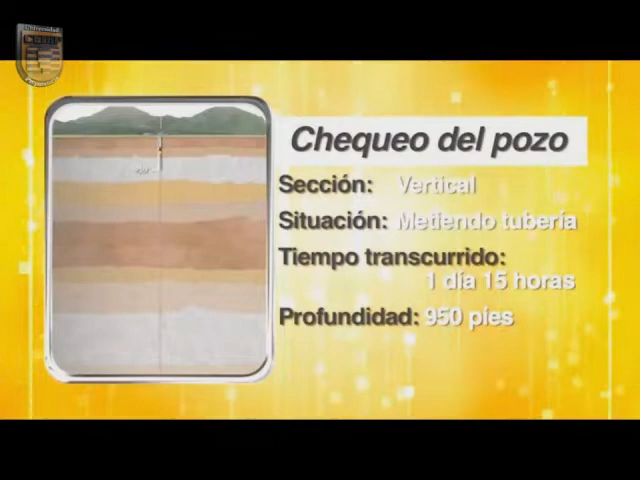 Chequeo del pozo
Sección: Vertical
Situación: Metiendo tubería
Tiempo transcurrido:
1 día 15 horas
Profundidad: 950 pies